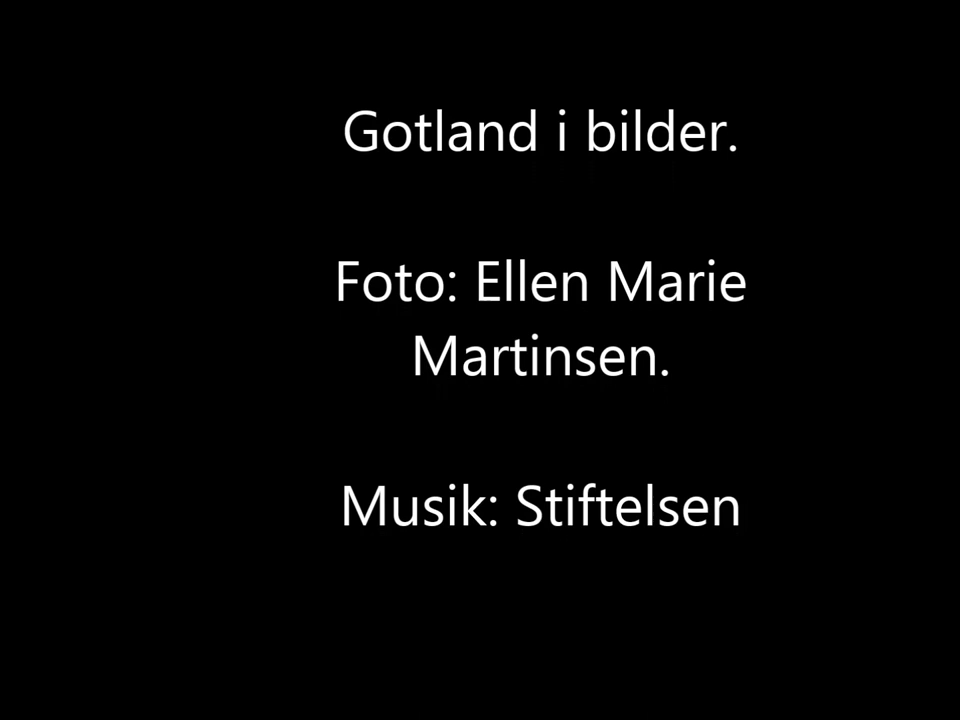 Gotland i bilder.
Foto: Ellen Marie
Martinsen.
Musik: Stiftelsen